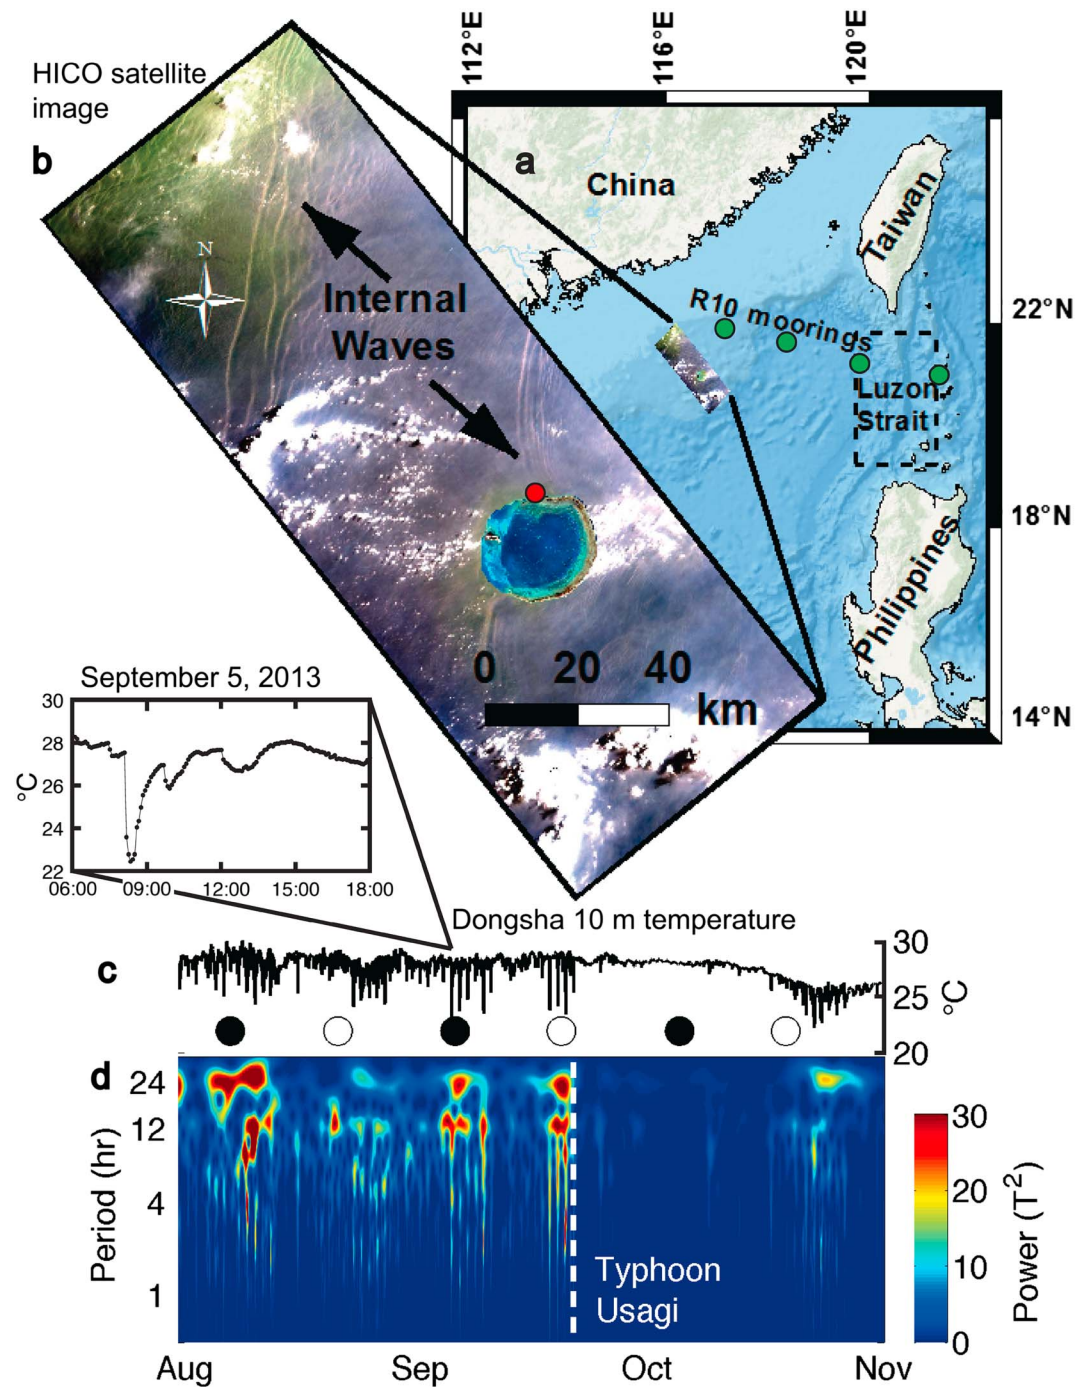 112°E
116°E
120°E
HICO satellite
image
b
a
China
Taiwan
N
Internal
Waves
R10 moorings
22°N
Luzon
Strait
18°N
Philippines
0 20 40
km
14°N
September 5, 2013
30
28
26
24
22
°C
06:00 09:00 12:00 15:00 18:00
Dongsha 10 m temperature
c
30
25
20
°C
d
24
12
4
1
Period (hr)
Typhoon
Usagi
30
20
10
0
Power (T²)
Aug Sep Oct Nov